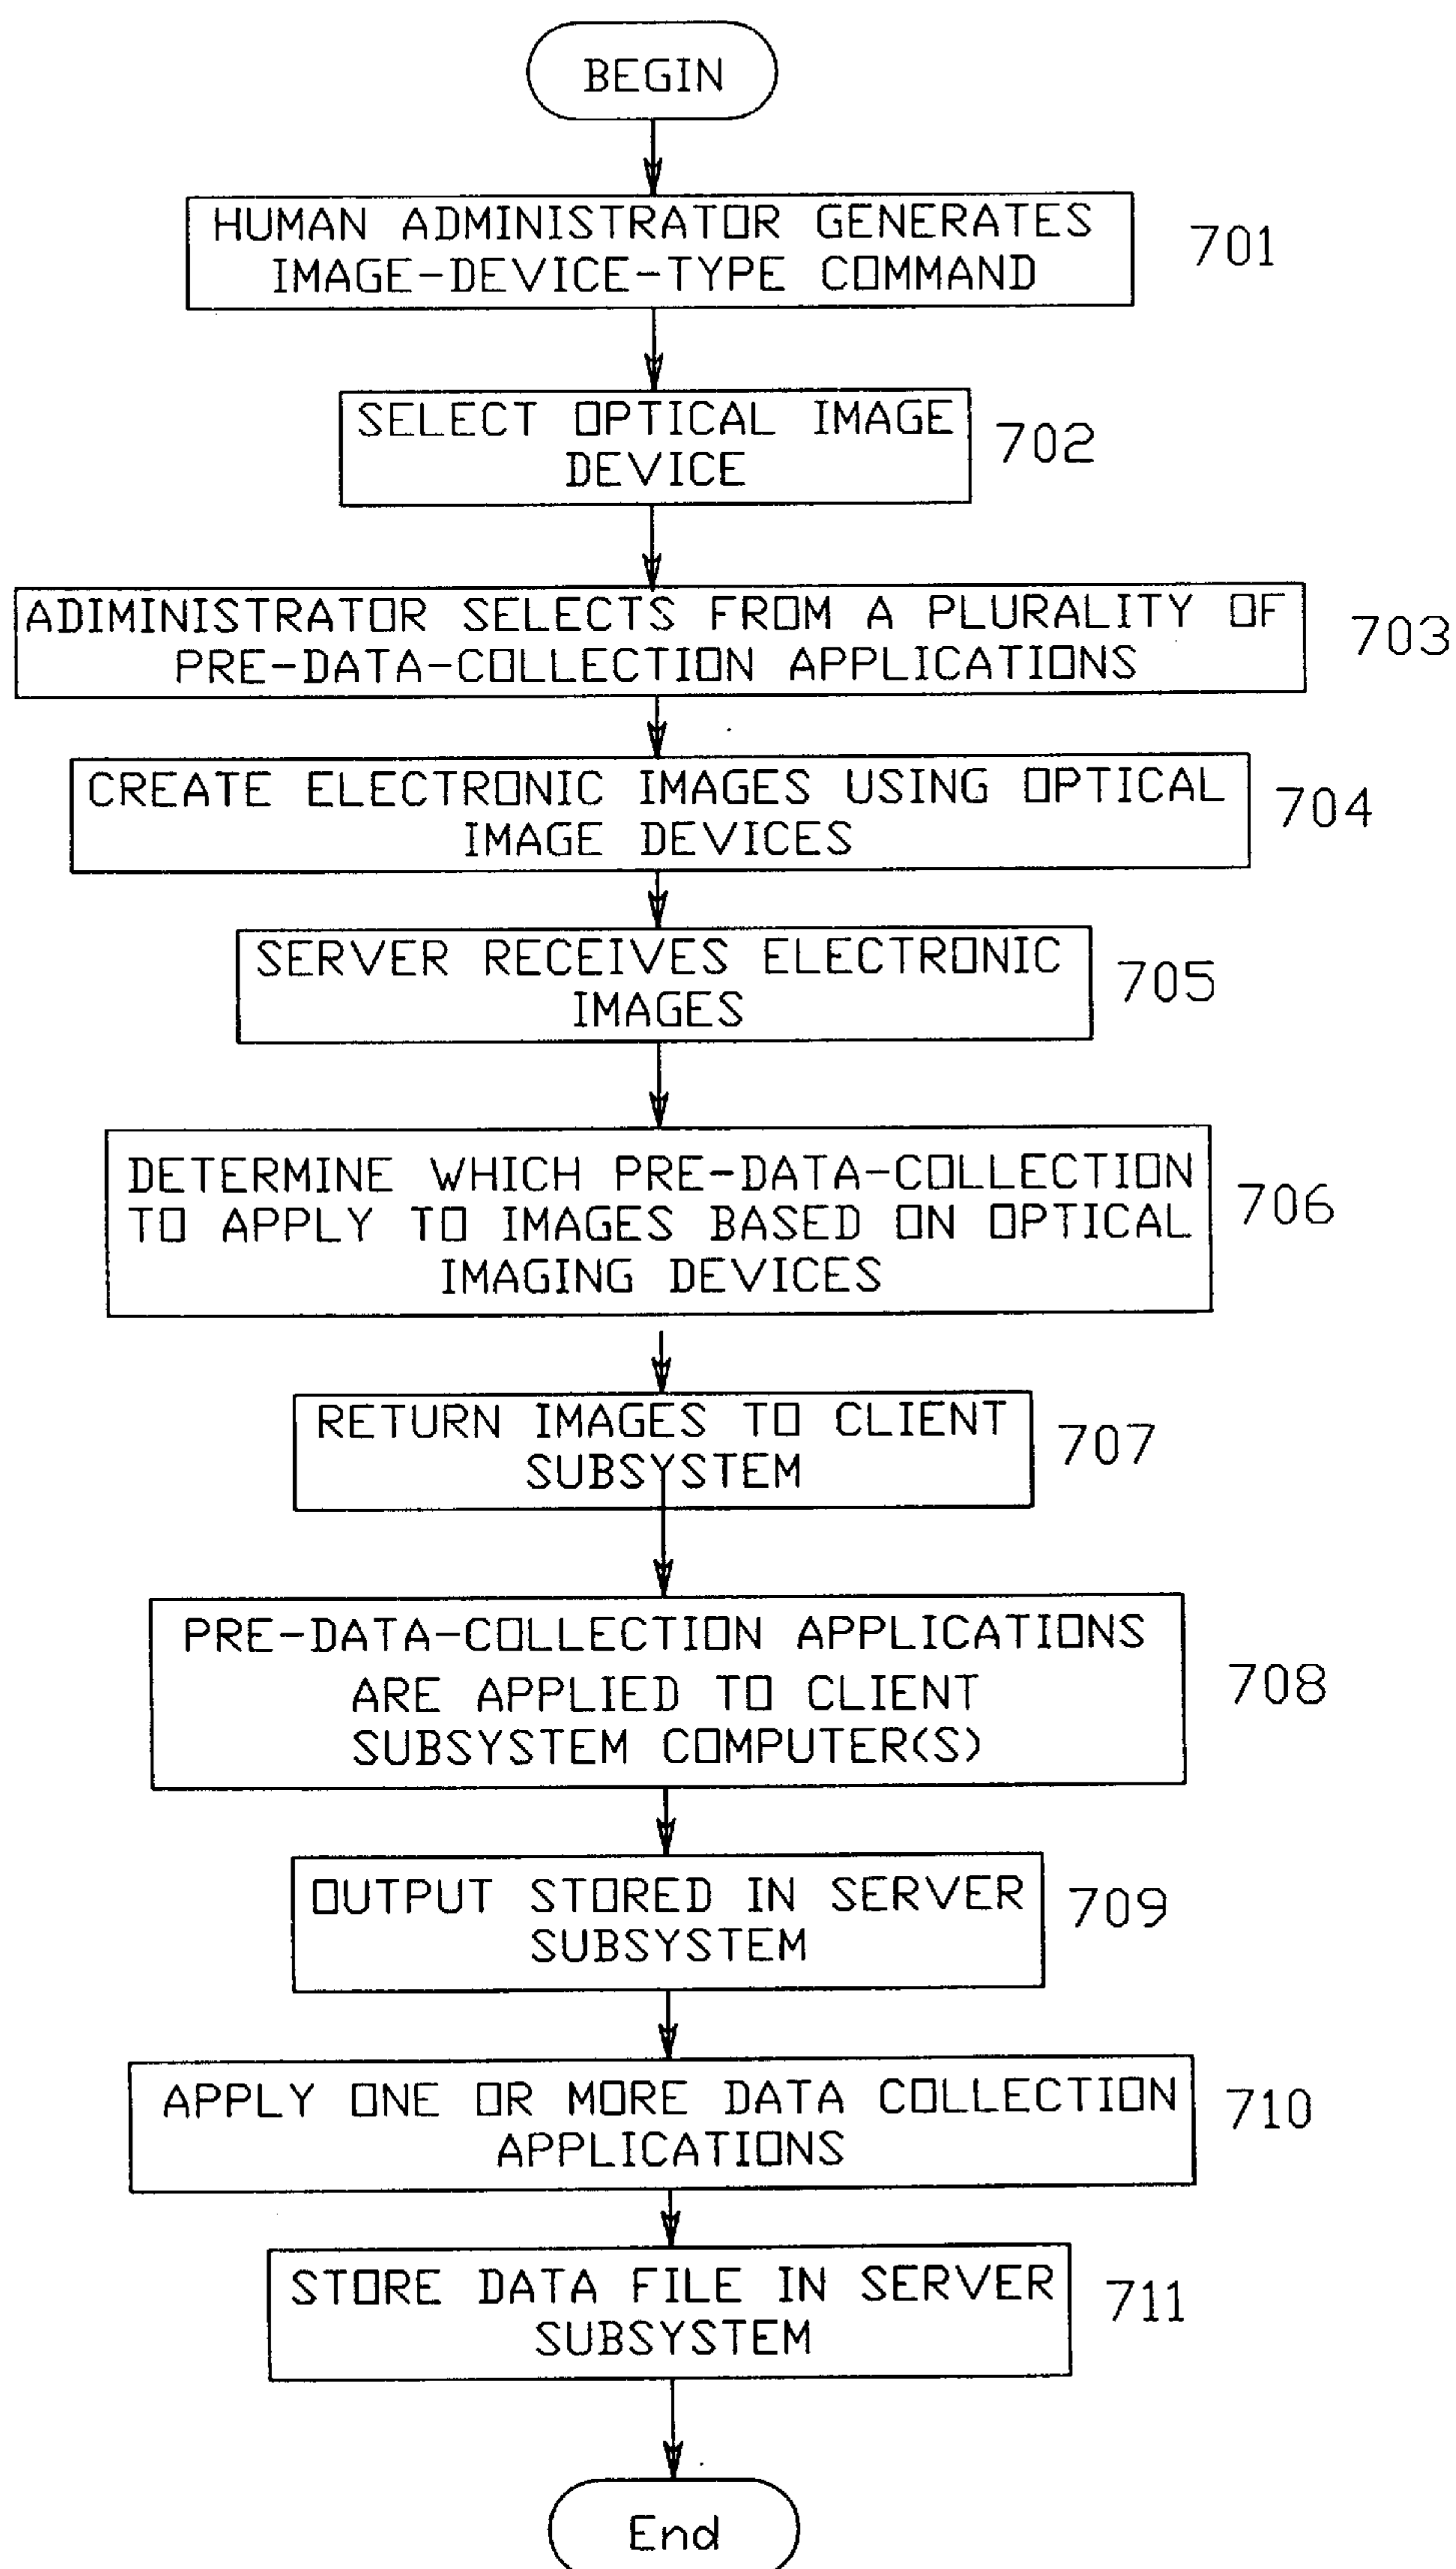 BEGIN
HUMAN ADMINISTRATOR GENERATES
IMAGE-DEVICE-TYPE COMMAND
701
SELECT OPTICAL IMAGE
DEVICE
702
ADIMINISTRATOR SELECTS FROM A PLURALITY OF
PRE-DATA-COLLECTION APPLICATIONS
703
CREATE ELECTRONIC IMAGES USING OPTICAL
IMAGE DEVICES
704
SERVER RECEIVES ELECTRONIC
IMAGES
705
DETERMINE WHICH PRE-DATA-COLLECTION
TO APPLY TO IMAGES BASED ON OPTICAL
IMAGING DEVICES
706
RETURN IMAGES TO CLIENT
SUBSYSTEM
707
PRE-DATA-COLLECTION APPLICATIONS
ARE APPLIED TO CLIENT
SUBSYSTEM COMPUTER(S)
708
OUTPUT STORED IN SERVER
SUBSYSTEM
709
APPLY ONE OR MORE DATA COLLECTION
APPLICATIONS
710
STORE DATA FILE IN SERVER
SUBSYSTEM
711
End